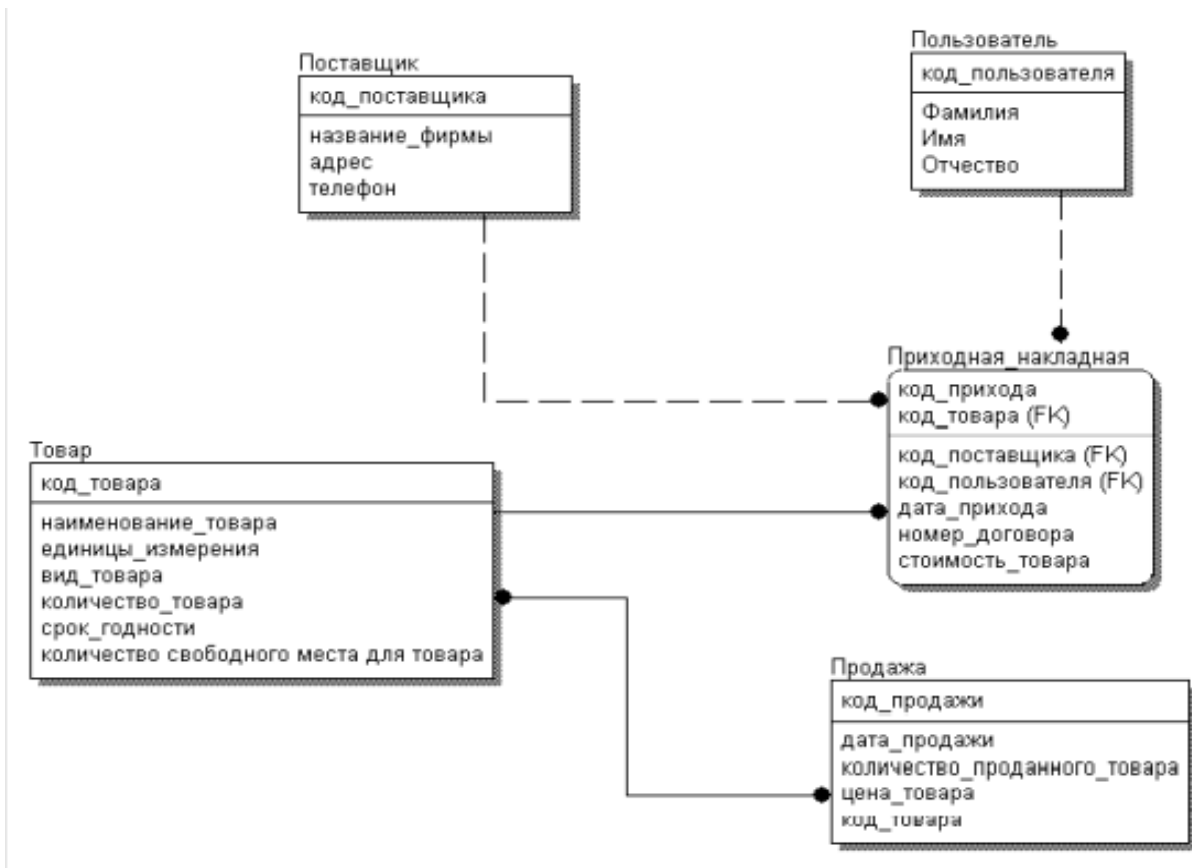 Поставщик
код_поставщика
название_фирмы
адрес
телефон
Пользователь
код_пользователя
Фамилия
Имя
Отчество
Приходная_накладная
код_прихода
код_товара (FK)
код_поставщика (FK)
код_пользователя (FK)
дата_прихода
номер_договора
стоимость_товара
Товар
код_товара
наименование_товара
единицы_измерения
вид_товара
количество_товара
срок_годности
количество свободного места для товара
Продажа
код_продажи
дата_продажи
количество_проданного_товара
цена_товара
код_товара